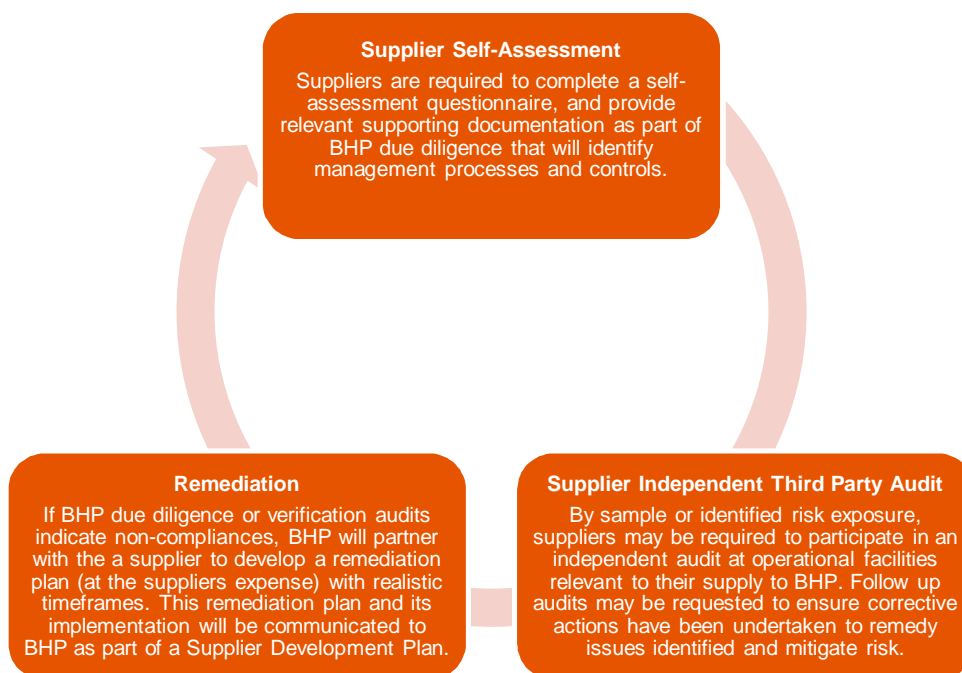 Supplier Self-Assessment
Suppliers are required to complete a self-
assessment questionnaire, and provide
relevant supporting documentation as part of
BHP due diligence that will identify
management processes and controls.
Remediation
If BHP due diligence or verification audits
indicate non-compliances, BHP will partner
with the a supplier to develop a remediation
plan (at the suppliers expense) with realistic
timeframes. This remediation plan and its
implementation will be communicated to
BHP as part of a Supplier Development Plan.
Supplier Independent Third Party Audit
By sample or identified risk exposure,
suppliers may be required to participate in an
independent audit at operational facilities
relevant to their supply to BHP. Follow up
audits may be requested to ensure corrective
actions have been undertaken to remedy
issues identified and mitigate risk.